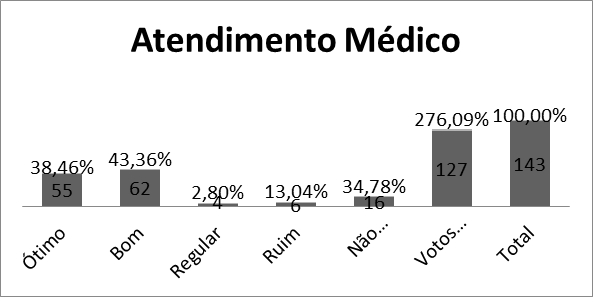 Atendimento Médico
38,46%
55
43,36%
62
2,80%
4
13,04%
6
34,78%
16
276,09%
127
100,00%
143
Ótimo
Bom
Regular
Ruim
Não...
Votos...
Total